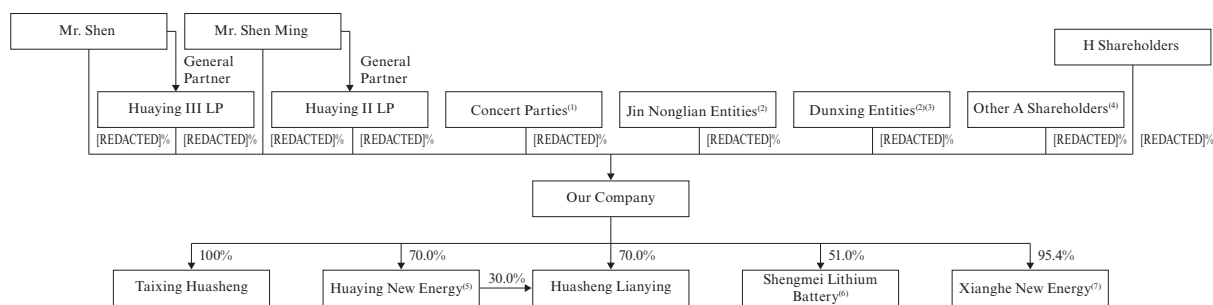 Mr. Shen
Mr. Shen Ming
H Shareholders
General
Partner
General
Partner
Huaying III LP
Huaying II LP
Concert Parties(1)
Jin Nonglian Entities(2)
Dunxing Entities(2)(3)
Other A Shareholders(4)
[REDACTED]%
[REDACTED]%
[REDACTED]%
[REDACTED]%
[REDACTED]%
[REDACTED]%
[REDACTED]%
[REDACTED]%
[REDACTED]%
Our Company
100%
70.0%
70.0%
51.0%
95.4%
Taixing Huasheng
Huaying New Energy(5)
30.0%
Huasheng Lianying
Shengmei Lithium
Battery(6)
Xianghe New Energy(7)